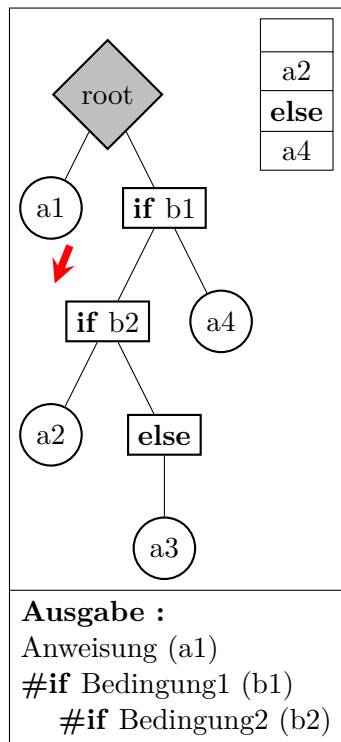 root
a2
else
a4
a1
if b1
if b2
a4
a2
else
a3
Ausgabe :
Anweisung (a1)
#if Bedingung1 (b1)
#if Bedingung2 (b2)